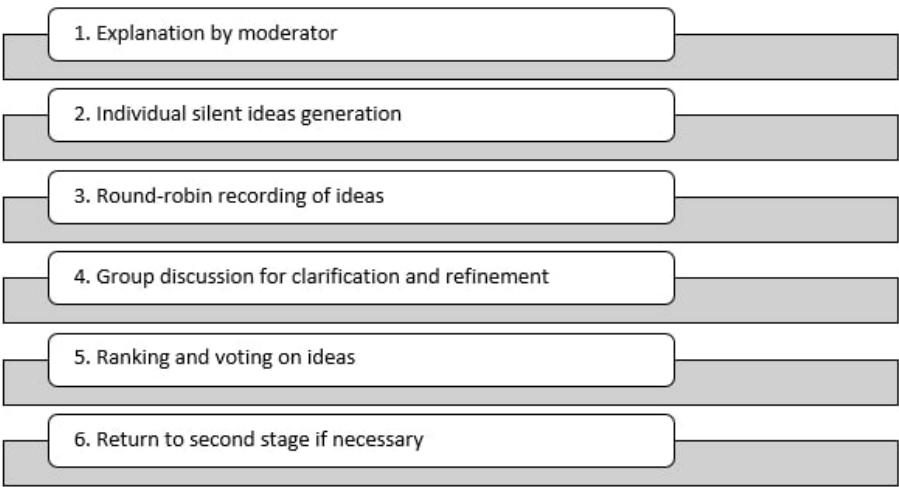 1. Explanation by moderator
2. Individual silent ideas generation
3. Round-robin recording of ideas
4. Group discussion for clarification and refinement
5. Ranking and voting on ideas
6. Return to second stage if necessary